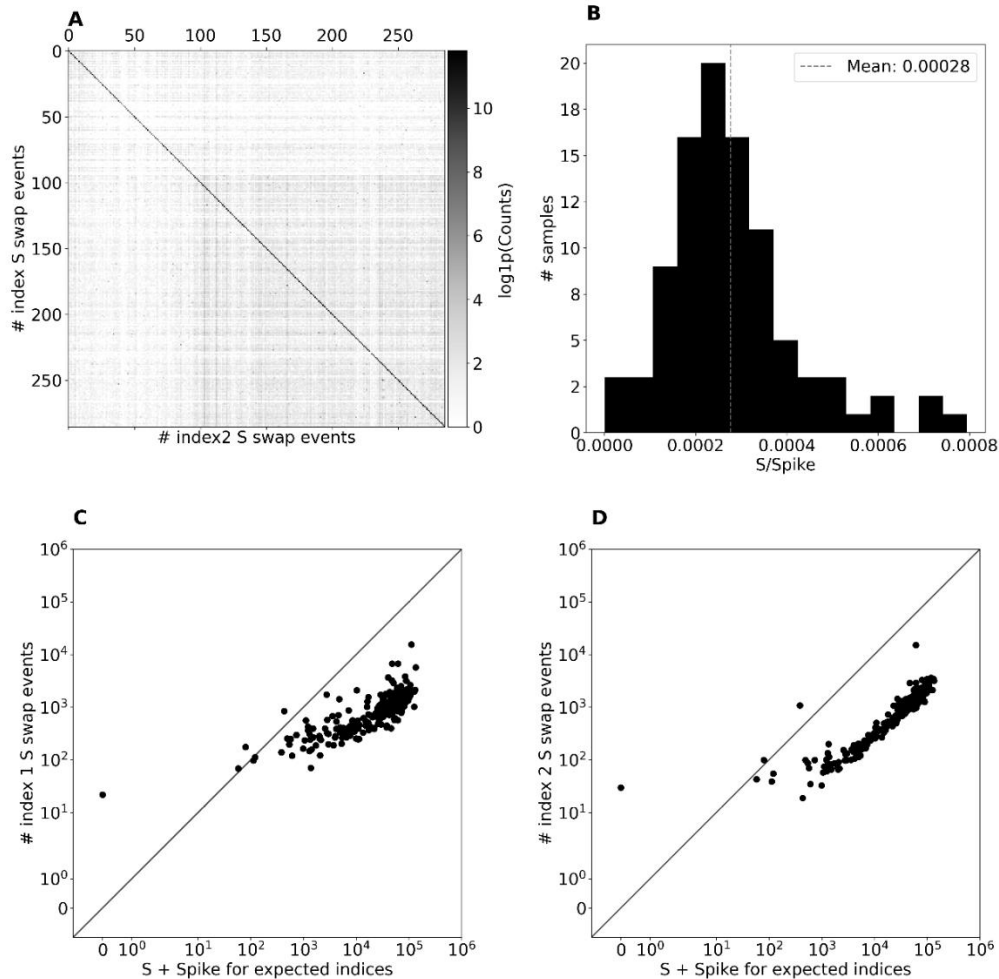 A
0 50 100 150 200 250
0
50
100
150
200
250
# index S swap events
# index2 S swap events
10
8
6
4
2
0
log1p(Counts)
B
Mean: 0.00028
20
18
15
12
10
8
5
2
0
# samples
0.0000 0.0002 0.0004 0.0006 0.0008
S/Spike
C
10⁶
10⁵
10⁴
10³
10²
10¹
10⁰
0
# index 1 S swap events
0 10⁰ 10¹ 10² 10³ 10⁴ 10⁵ 10⁶
S + Spike for expected indices
D
10⁶
10⁵
10⁴
10³
10²
10¹
10⁰
0
# index 2 S swap events
0 10⁰ 10¹ 10² 10³ 10⁴ 10⁵ 10⁶
S + Spike for expected indices